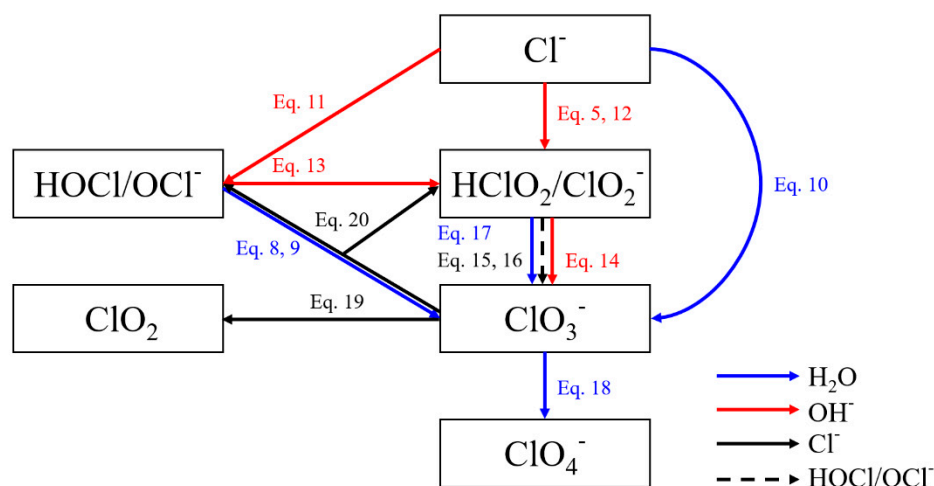 Cl⁻
Eq. 11
Eq. 5, 12
Eq. 13
HOCl/OCl⁻
HClO₂/ClO₂⁻
Eq. 10
Eq. 20
Eq. 8, 9
Eq. 17
Eq. 15, 16
Eq. 14
Eq. 19
ClO₂
ClO₃⁻
Eq. 18
ClO₄⁻
H₂O
OH⁻
Cl⁻
HOCl/OCl⁻